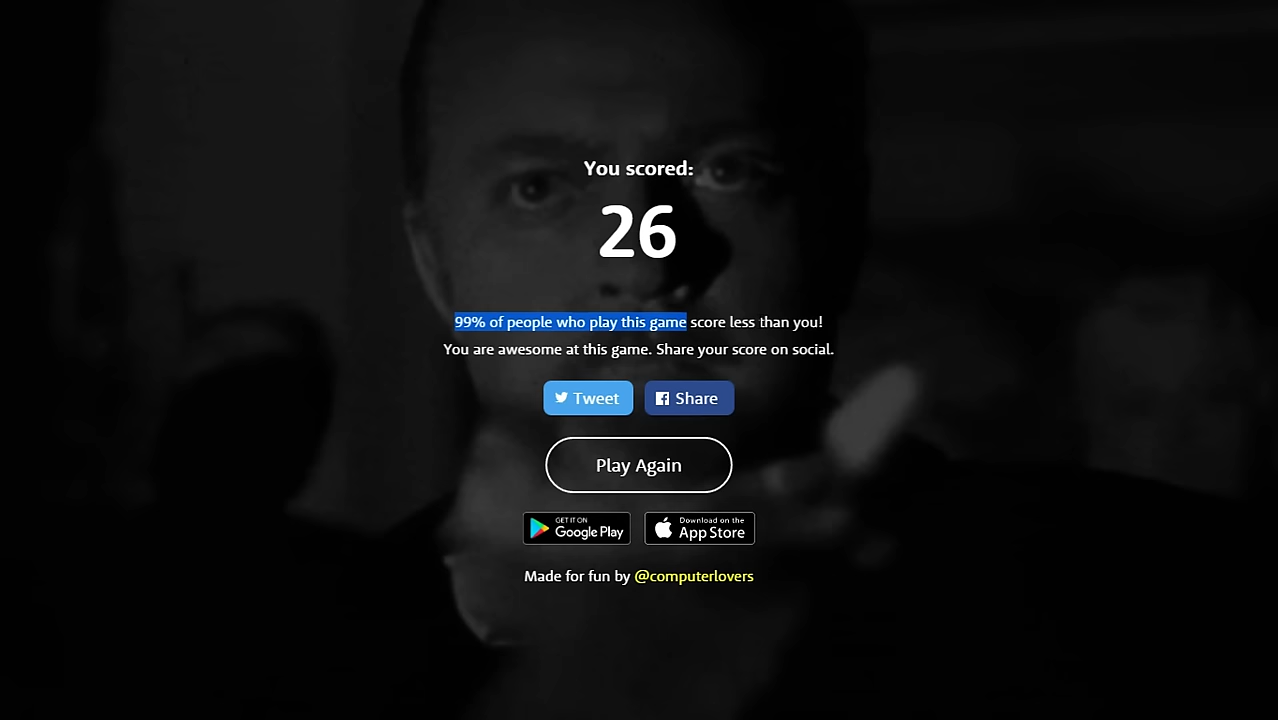 You scored:
26
99% of people who play this game score less than you!
You are awesome at this game. Share your score on social.
Tweet
Share
Play Again
GET IT ON
Google Play
Download on the
App Store
Made for fun by @computerlovers